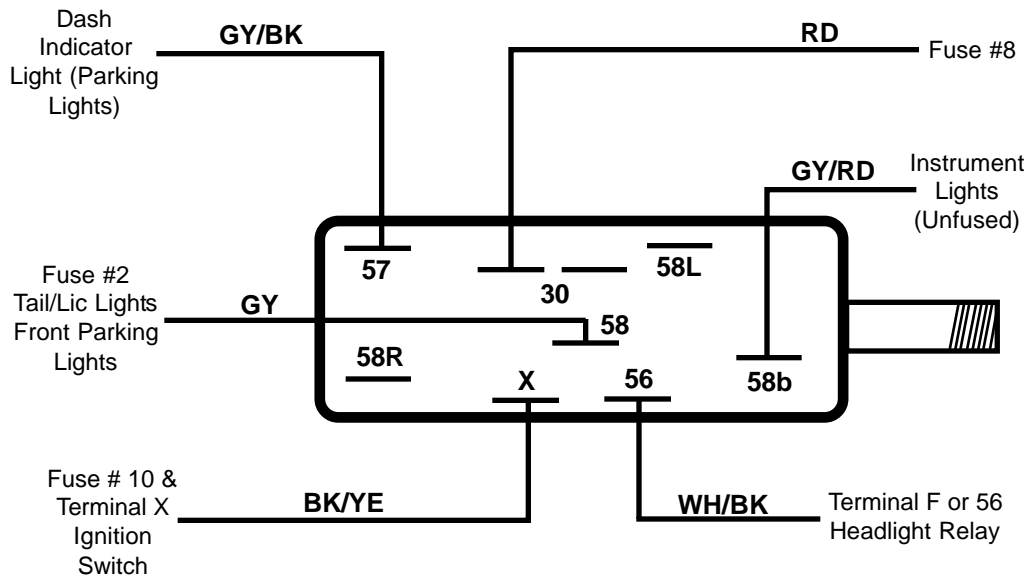 Dash
Indicator
Light (Parking
Lights)
GY/BK
RD
Fuse #8
GY/RD
Instrument
Lights
(Unfused)
57
30
58L
Fuse #2
Tail/Lic Lights
Front Parking
Lights
GY
58
58R
X
56
58b
Fuse # 10 &
Terminal X
Ignition
Switch
BK/YE
WH/BK
Terminal F or 56
Headlight Relay